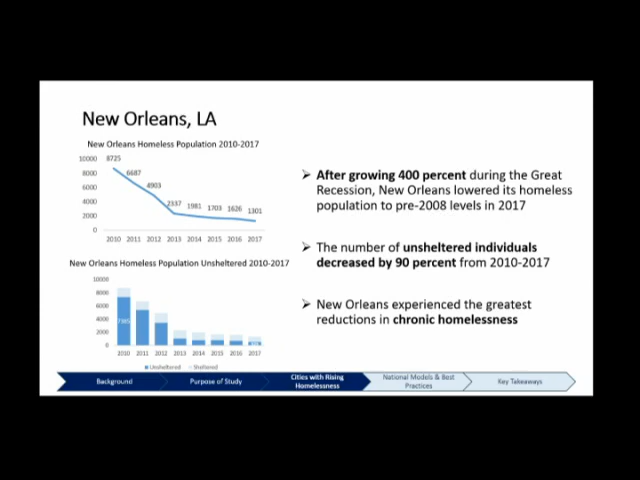 New Orleans, LA
New Orleans Homeless Population 2010-2017
10000
8000
6000
4000
2000
0
8725
6687
4903
2337
1981
1703
1626
1301
2010 2011 2012 2013 2014 2015 2016 2017
New Orleans Homeless Population Unsheltered 2010-2017
10000
8000
6000
4000
2000
0
2010 2011 2012 2013 2014 2015 2016 2017
Unsheltered Sheltered
➢ After growing 400 percent during the Great
Recession, New Orleans lowered its homeless
population to pre-2008 levels in 2017
➢ The number of unsheltered individuals
decreased by 90 percent from 2010-2017
➢ New Orleans experienced the greatest
reductions in chronic homelessness
Background
Purpose of Study
Cities with Rising
Homelessness
National Models & Best
Practices
Key Takeaways